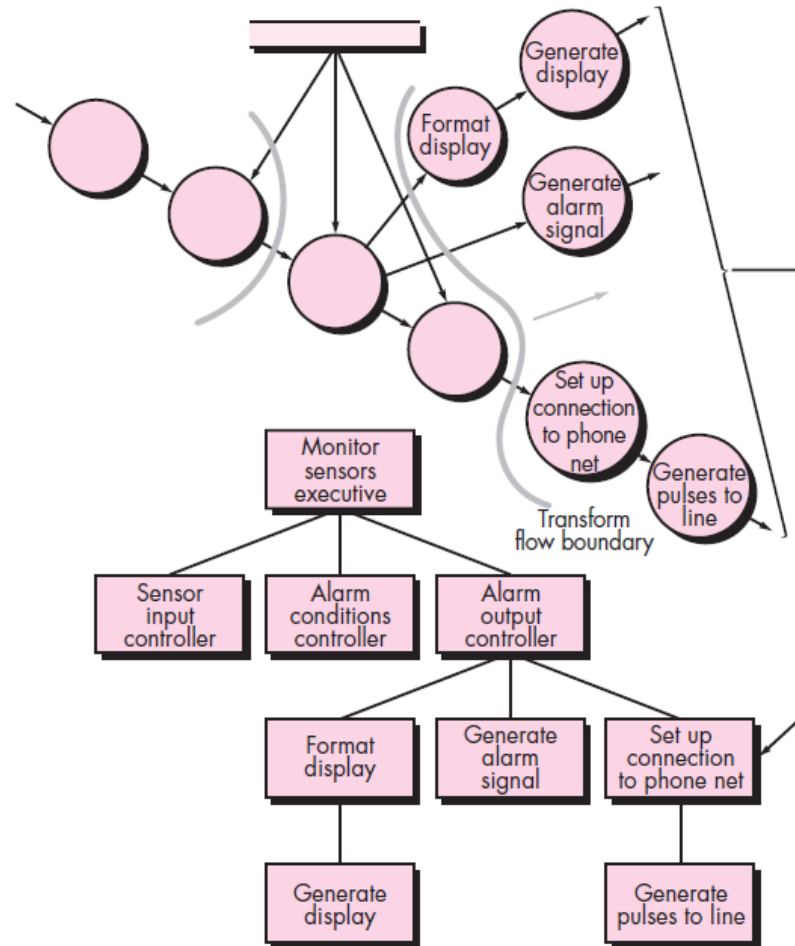 Generate
display
Format
display
Generate
alarm
signal
Set up
connection
to phone
net
Generate
pulses to
line
Transform
flow boundary
Monitor
sensors
executive
Sensor
input
controller
Alarm
conditions
controller
Alarm
output
controller
Format
display
Generate
alarm
signal
Set up
connection
to phone net
Generate
display
Generate
pulses to line